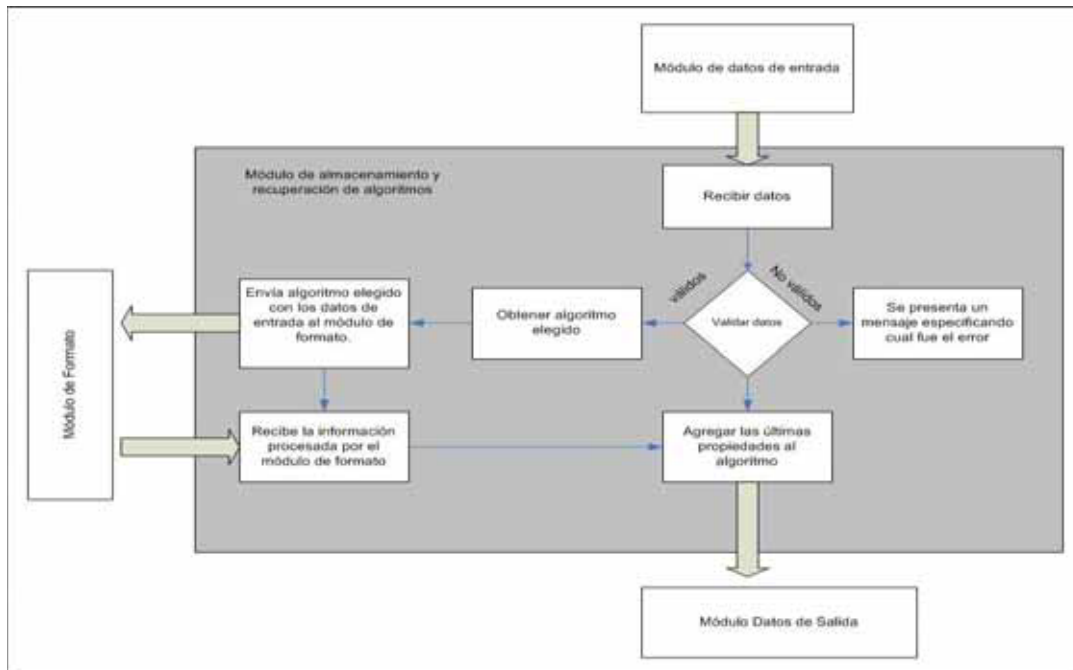 Módulo de datos de entrada
Módulo de almacenamiento y
recuperación de algoritmos
Recibir datos
válidos
No válidos
Validar datos
Se presenta un
mensaje especificando
cual fue el error
Obtener algoritmo
elegido
Envía algoritmo elegido
con los datos de
entrada al módulo de
formato.
Módulo de Formato
Recibe la información
procesada por el
módulo de formato
Agregar las últimas
propiedades al
algoritmo
Módulo Datos de Salida